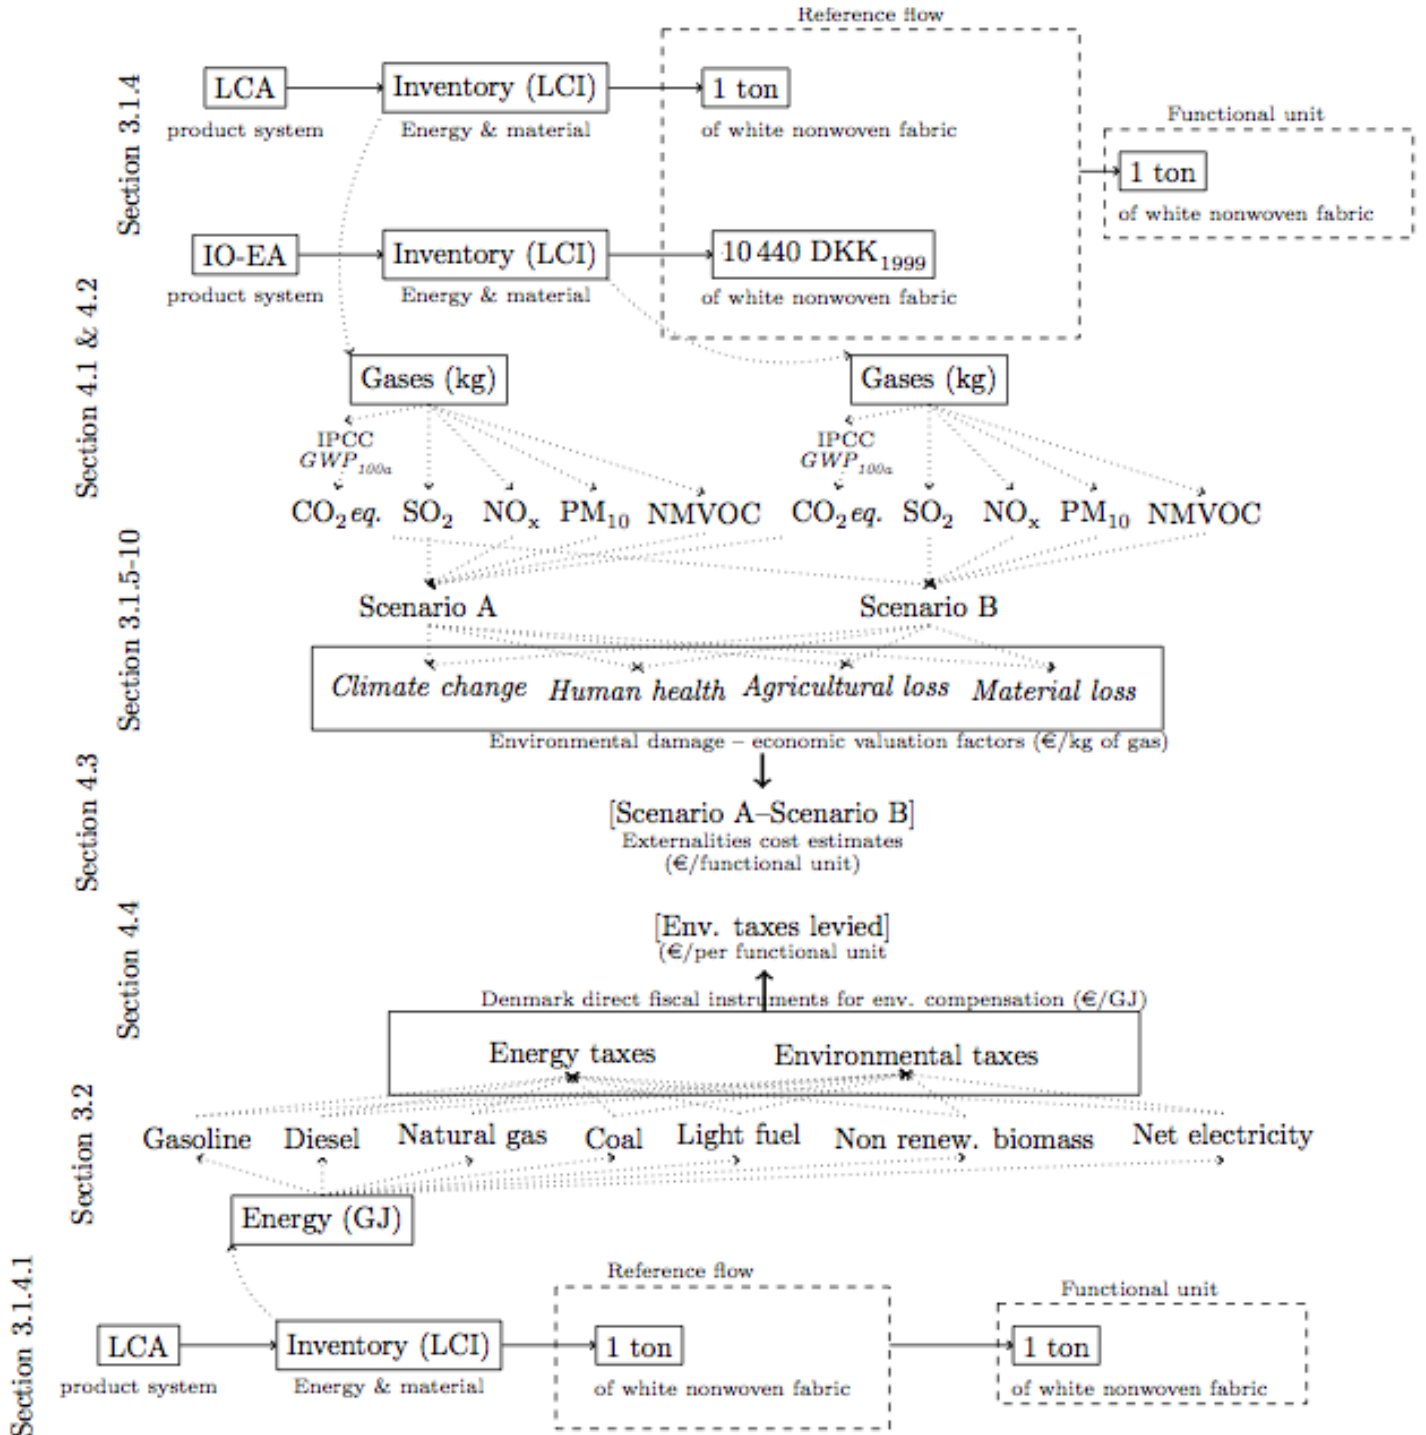 Reference flow
Section 3.1.4
LCA
Inventory (LCI)
1 ton
product system
Energy & material
of white nonwoven fabric
Functional unit
1 ton
of white nonwoven fabric
IO-EA
Inventory (LCI)
10 440 DKK1999
product system
Energy & material
of white nonwoven fabric
Section 4.1 & 4.2
Gases (kg)
Gases (kg)
IPCC
GWP100a
IPCC
GWP100a
CO2eq. SO2 NOx PM10 NMVOC
CO2eq. SO2 NOx PM10 NMVOC
Section 3.1.5-10
Scenario A
Scenario B
Climate change Human health Agricultural loss Material loss
Environmental damage – economic valuation factors (€/kg of gas)
Section 4.3
[Scenario A–Scenario B]
Externalities cost estimates
(€/functional unit)
Section 4.4
[Env. taxes levied]
(€/per functional unit
Denmark direct fiscal instruments for env. compensation (€/GJ)
Energy taxes
Environmental taxes
Section 3.2
Gasoline Diesel Natural gas Coal Light fuel Non renew. biomass Net electricity
Energy (GJ)
Section 3.1.4.1
Reference flow
Functional unit
LCA
Inventory (LCI)
1 ton
1 ton
product system
Energy & material
of white nonwoven fabric
of white nonwoven fabric